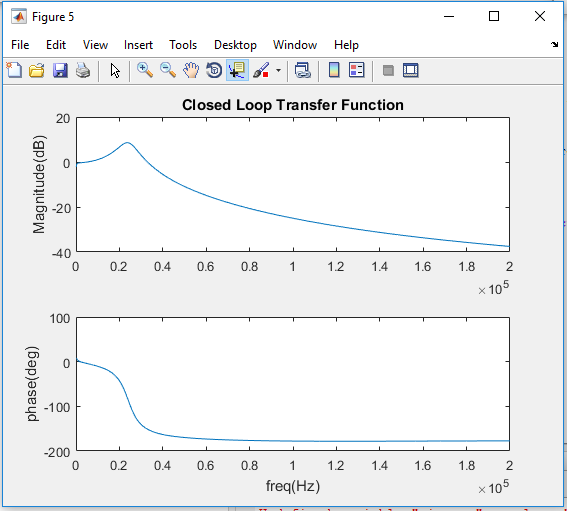 Figure 5
File Edit View Insert Tools Desktop Window Help
Closed Loop Transfer Function
Magnitude(dB)
20
0
-20
-40
0 0.2 0.4 0.6 0.8 1 1.2 1.4 1.6 1.8 2
×10^5
phase(deg)
100
0
-100
-200
0 0.2 0.4 0.6 0.8 1 1.2 1.4 1.6 1.8 2
freq(Hz)
×10^5